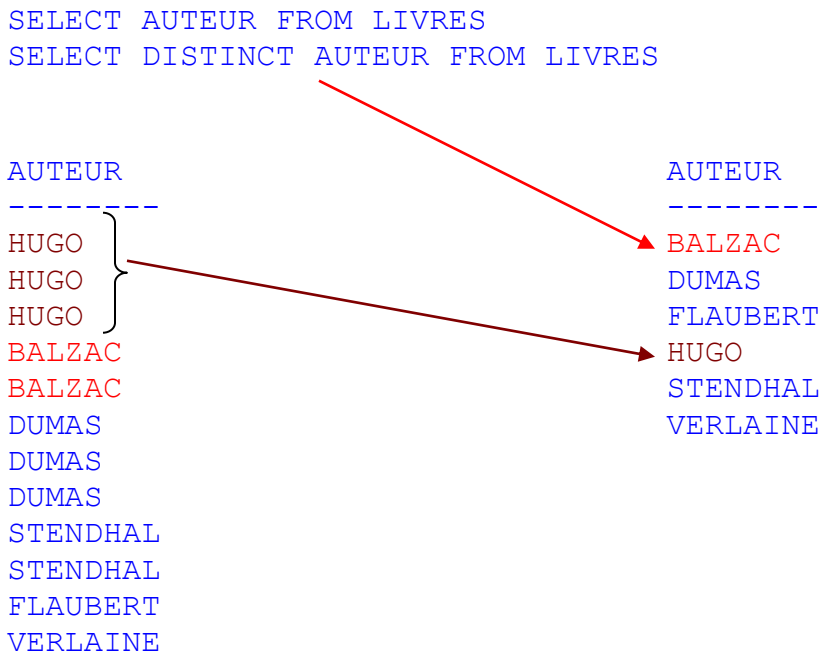 SELECT AUTEUR FROM LIVRES
SELECT DISTINCT AUTEUR FROM LIVRES
AUTEUR
--------
HUGO
HUGO
HUGO
BALZAC
BALZAC
DUMAS
DUMAS
DUMAS
STENDHAL
STENDHAL
FLAUBERT
VERLAINE
AUTEUR
--------
BALZAC
DUMAS
FLAUBERT
HUGO
STENDHAL
VERLAINE